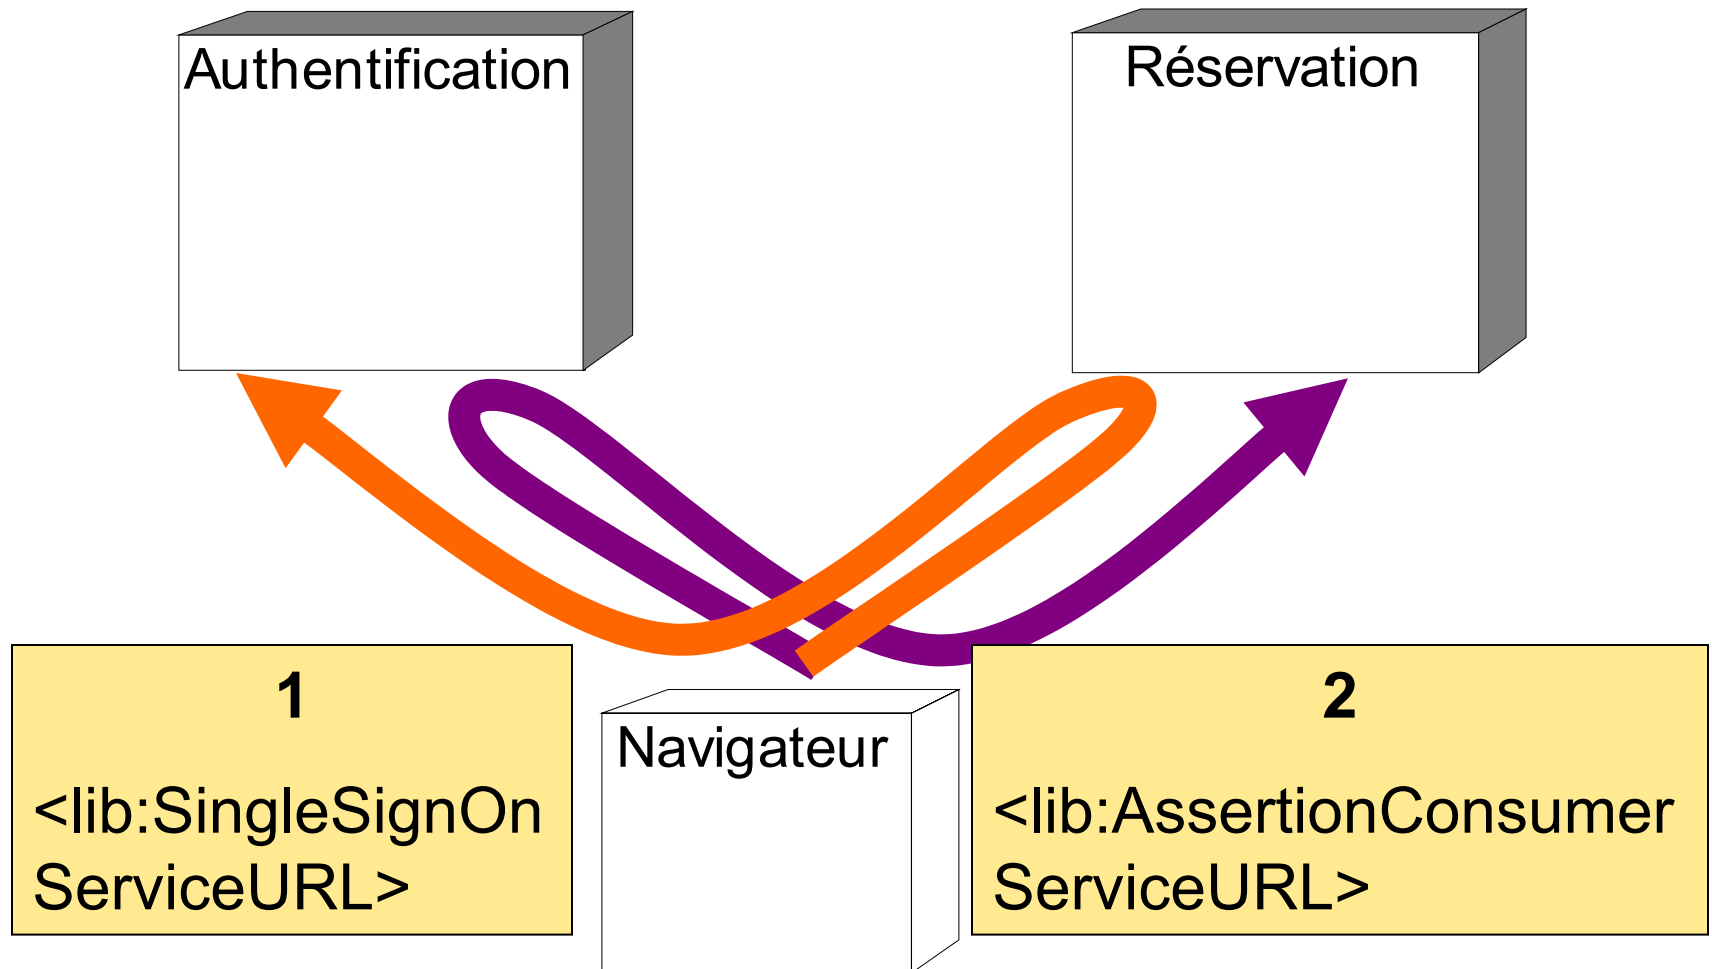 Authentification
Réservation
1
<lib:SingleSignOn
ServiceURL>
Navigateur
2
<lib:AssertionConsumer
ServiceURL>